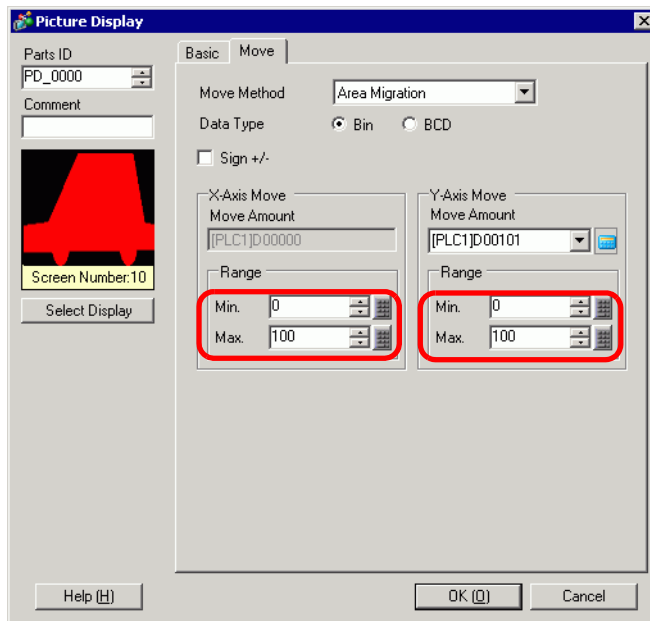 Picture Display
Parts ID
PD_0000
Comment
Screen Number:10
Select Display
Basic Move
Move Method Area Migration
Data Type Bin BCD
Sign +/-
X-Axis Move
Move Amount
[PLC1]D00000
Range
Min. 0
Max. 100
Y-Axis Move
Move Amount
[PLC1]D00101
Range
Min. 0
Max. 100
Help (H) OK (O) Cancel